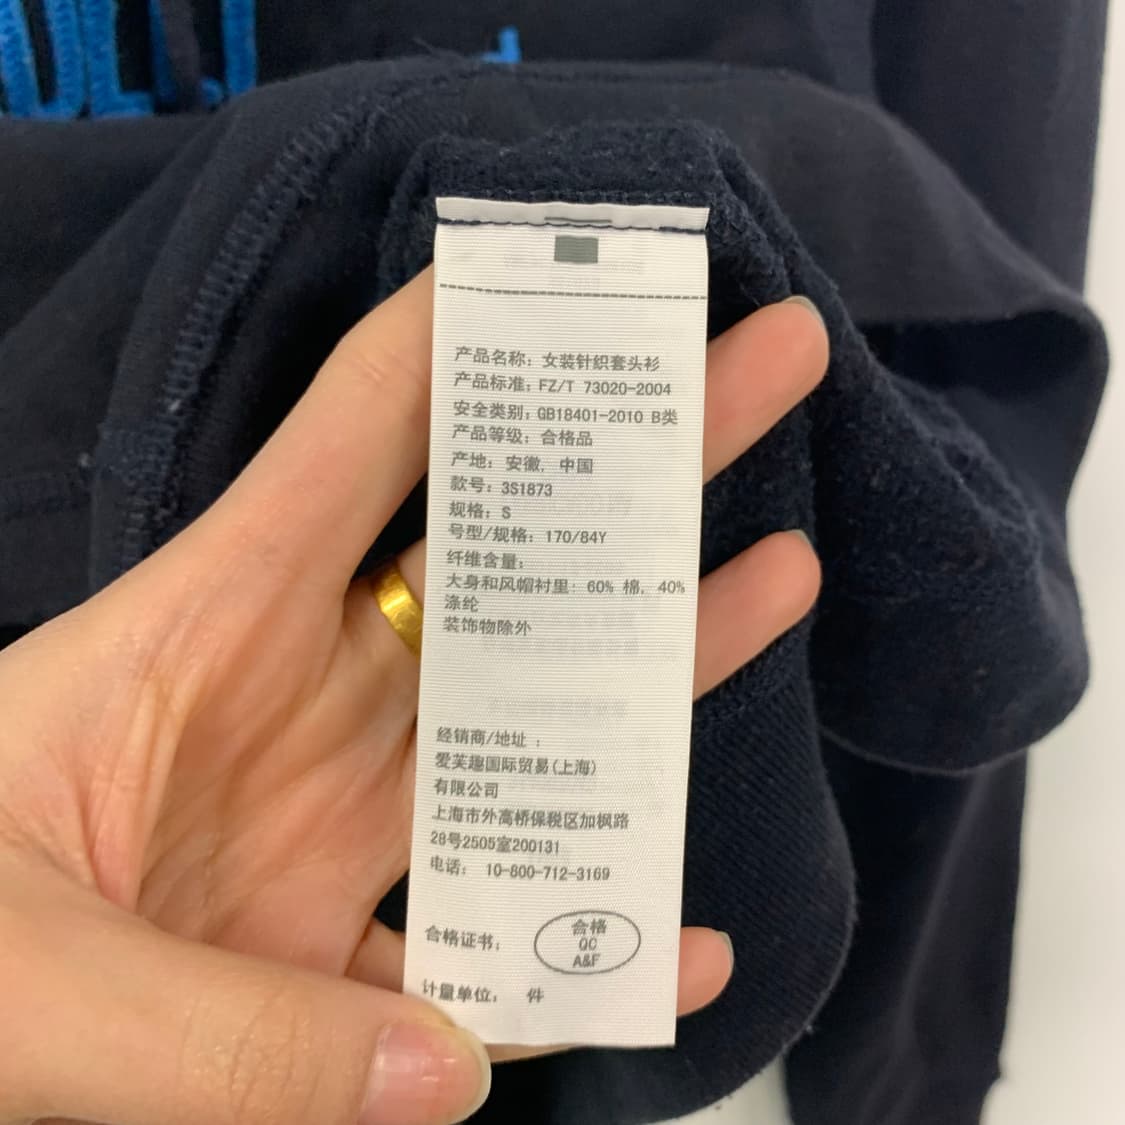 产品名称: 女装针织套头衫
产品标准: FZ/T 73020-2004
安全类别: GB18401-2010 B类
产品等级: 合格品
产地: 安徽, 中国
款号: 3S1873
规格: S
号型/规格: 170/84Y
纤维含量:
大身和风帽衬里: 60% 棉, 40%
涤纶
装饰物除外
经销商/地址 :
爱芙趣国际贸易(上海)
有限公司
上海市外高桥保税区加枫路
28号2505室200131
电话: 10-800-712-3169
合格证书:
合格
QC
A&F
计量单位: 件